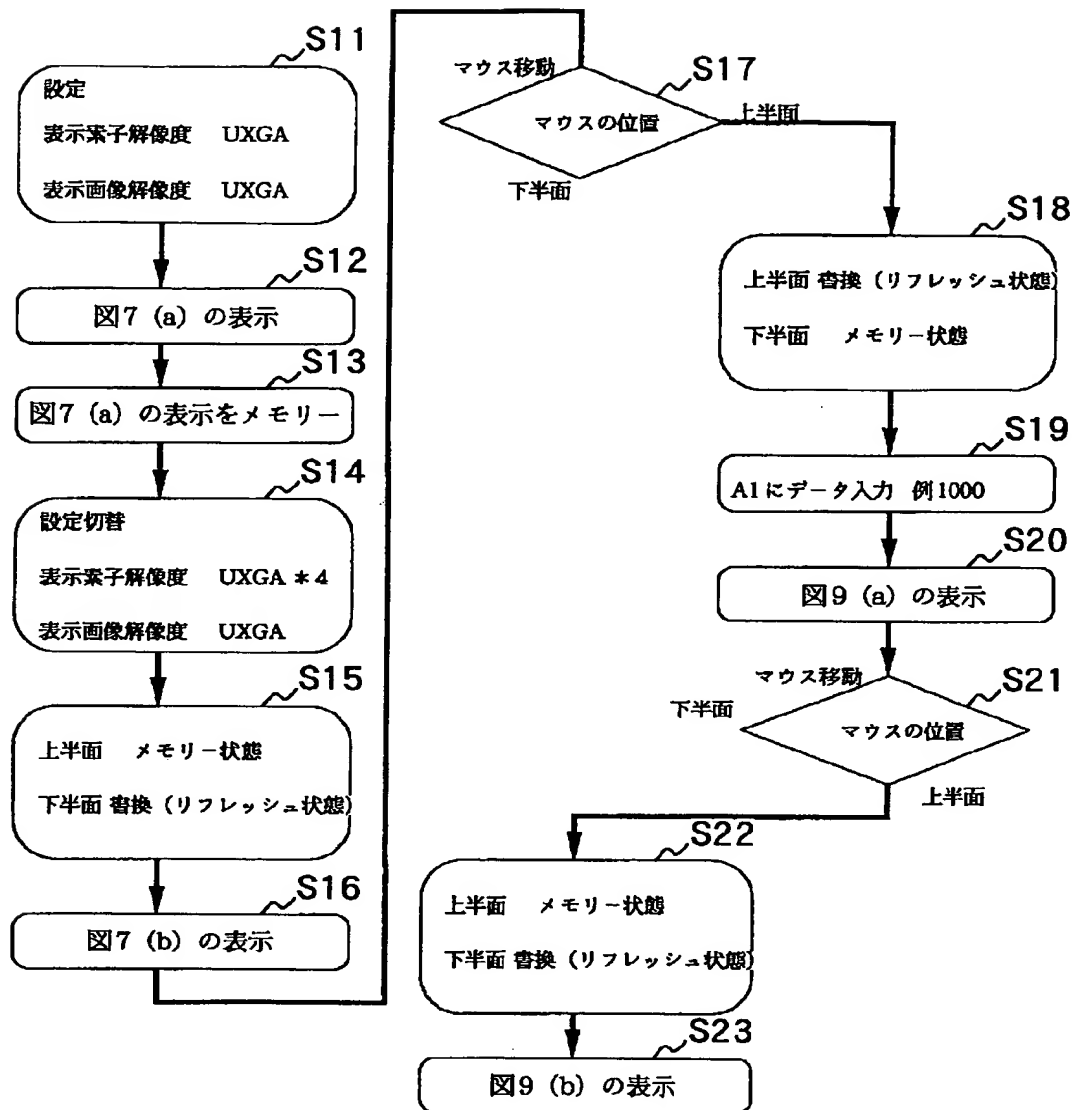 S11
設定
表示素子解像度 UXGA
表示画像解像度 UXGA
S12
図7 (a) の表示
S13
図7 (a) の表示をメモリー
S14
設定切替
表示素子解像度 UXGA *4
表示画像解像度 UXGA
S15
上半面 メモリー状態
下半面 書換 (リフレッシュ状態)
S16
図7 (b) の表示
マウス移動
S17
マウスの位置
上半面
下半面
S18
上半面 書換 (リフレッシュ状態)
下半面 メモリー状態
S19
A1にデータ入力 例1000
S20
図9 (a) の表示
マウス移動
S21
下半面
マウスの位置
上半面
S22
上半面 メモリー状態
下半面 書換 (リフレッシュ状態)
S23
図9 (b) の表示